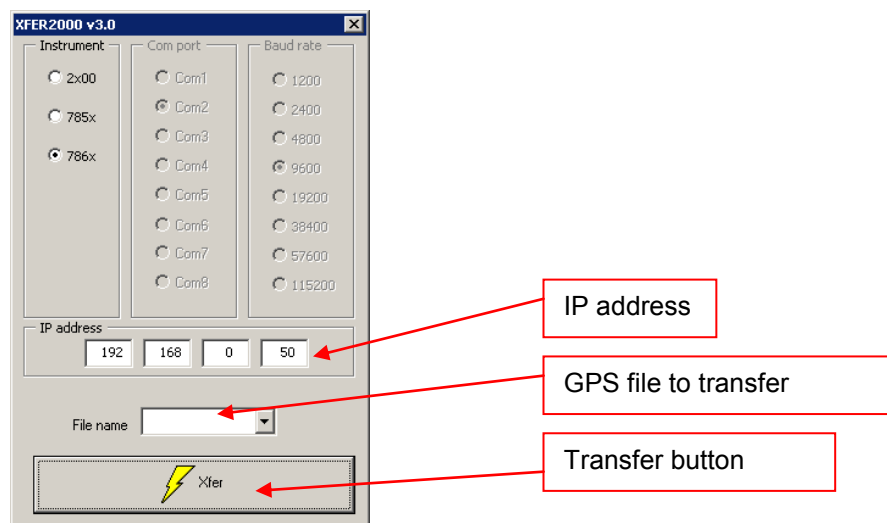 XFER2000 v3.0
Instrument
Com port
Baud rate
2x00
785x
786x
Com1
Com2
Com3
Com4
Com5
Com6
Com7
Com8
1200
2400
4800
9600
19200
38400
57600
115200
IP address
192 168 0 50
File name
Xfer
IP address
GPS file to transfer
Transfer button